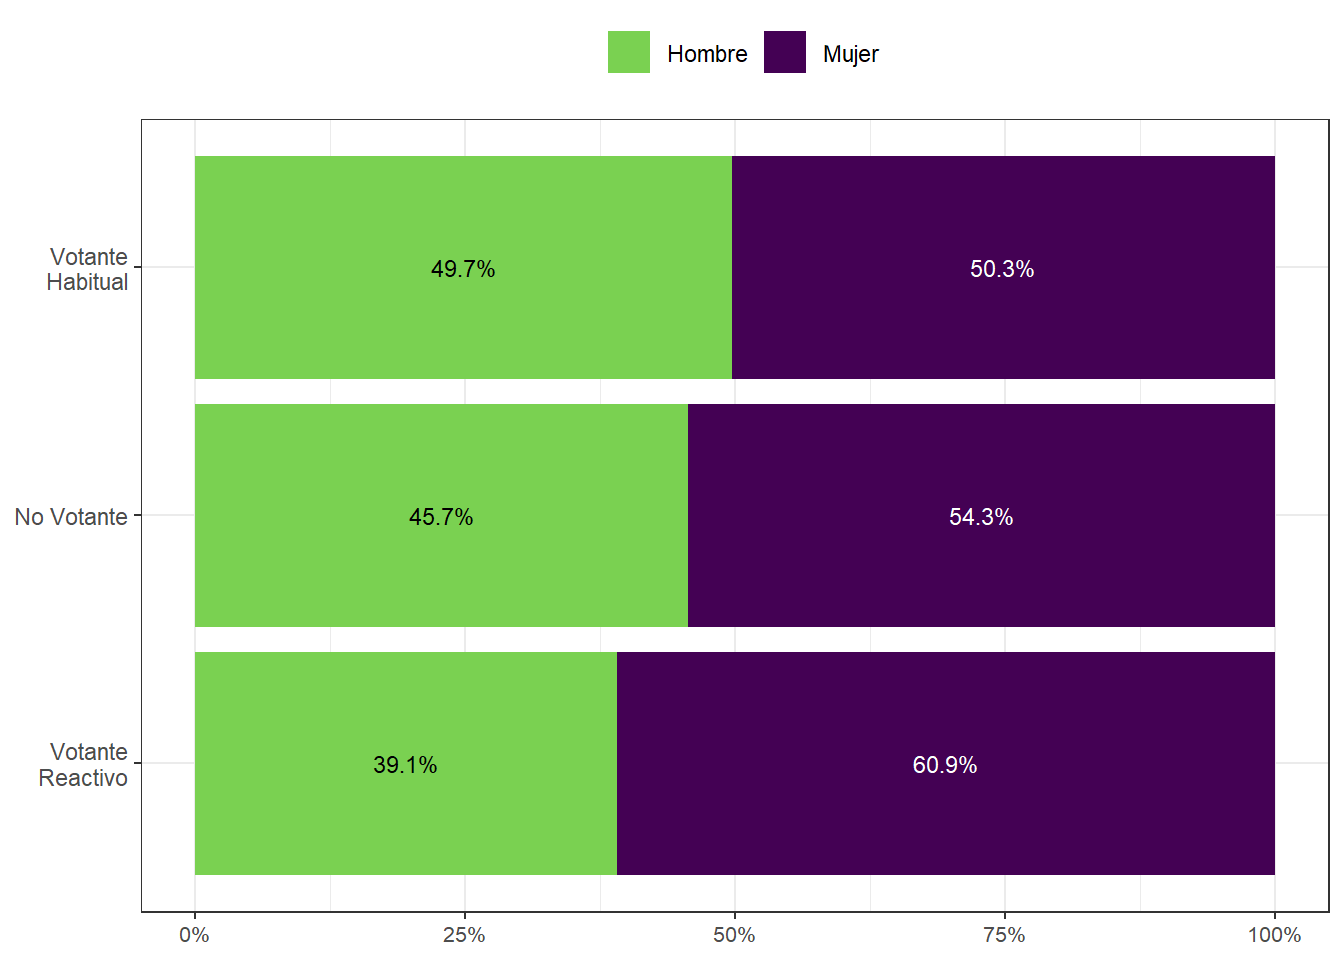 Hombre Mujer
Votante
Habitual
49.7% 50.3%
No Votante
45.7% 54.3%
Votante
Reactivo
39.1% 60.9%
0% 25% 50% 75% 100%